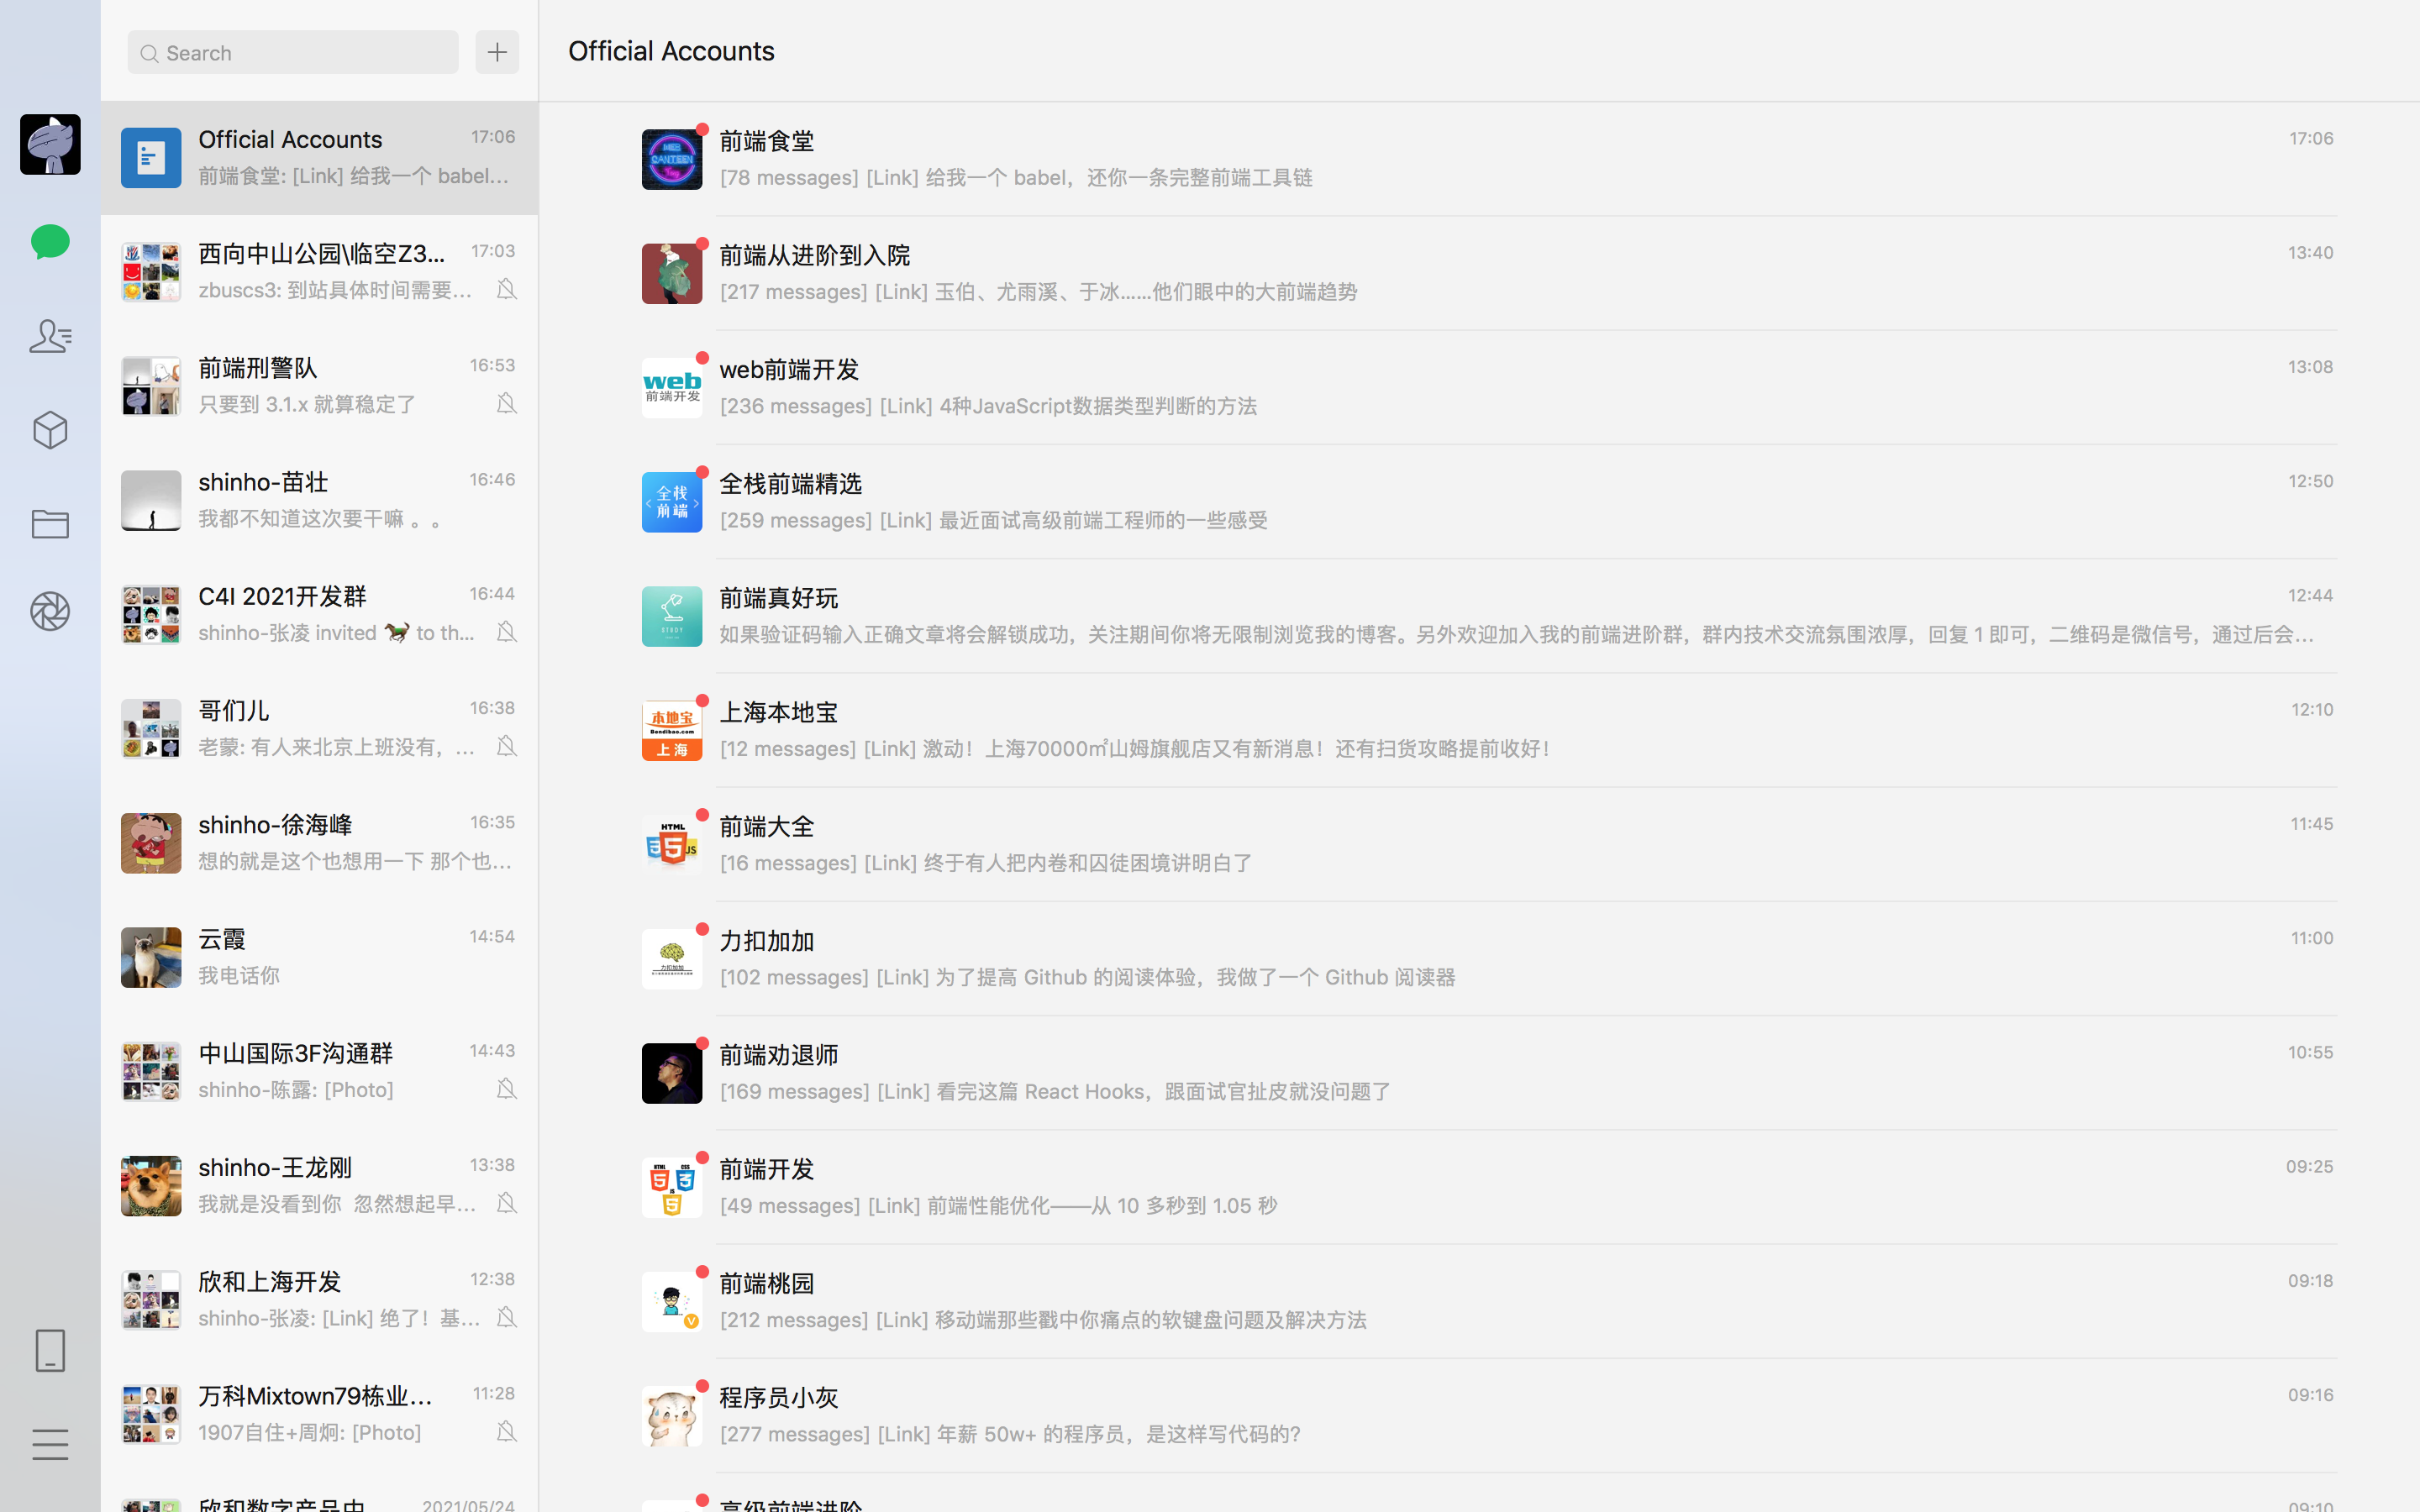 Search
Official Accounts
17:06
前端食堂: [Link] 给我一个 babel...
西向中山公园\临空Z3...
17:03
zbuscs3: 到站具体时间需要...
前端刑警队
16:53
只要到 3.1.x 就算稳定了
shinho-苗壮
16:46
我都不知道这次要干嘛 。。
C4I 2021开发群
16:44
shinho-张凌 invited 🐎 to th...
哥们儿
16:38
老蒙: 有人来北京上班没有，...
shinho-徐海峰
16:35
想的就是这个也想用一下 那个也...
云霞
14:54
我电话你
中山国际3F沟通群
14:43
shinho-陈露: [Photo]
shinho-王龙刚
13:38
我就是没看到你 忽然想起早...
欣和上海开发
12:38
shinho-张凌: [Link] 绝了！基...
万科Mixtown79栋业...
11:28
1907自住+周炯: [Photo]
欣和数字产品中
2021/05/24
Official Accounts
WEB
CANTEEN
前端食堂
17:06
[78 messages] [Link] 给我一个 babel，还你一条完整前端工具链
前端从进阶到入院
13:40
[217 messages] [Link] 玉伯、尤雨溪、于冰......他们眼中的大前端趋势
web
前端开发
web前端开发
13:08
[236 messages] [Link] 4种JavaScript数据类型判断的方法
全栈
前端
全栈前端精选
12:50
[259 messages] [Link] 最近面试高级前端工程师的一些感受
STUDY
前端真好玩
12:44
如果验证码输入正确文章将会解锁成功，关注期间你将无限制浏览我的博客。另外欢迎加入我的前端进阶群，群内技术交流氛围浓厚，回复 1 即可，二维码是微信号，通过后会...
本地宝
Bendibao.com
上海
上海本地宝
12:10
[12 messages] [Link] 激动！上海70000㎡山姆旗舰店又有新消息！还有扫货攻略提前收好！
HTML
5
JS
前端大全
11:45
[16 messages] [Link] 终于有人把内卷和囚徒困境讲明白了
力扣加加
力扣加加
11:00
[102 messages] [Link] 为了提高 Github 的阅读体验，我做了一个 Github 阅读器
前端劝退师
10:55
[169 messages] [Link] 看完这篇 React Hooks，跟面试官扯皮就没问题了
HTML CSS
JS
前端开发
09:25
[49 messages] [Link] 前端性能优化——从 10 多秒到 1.05 秒
前端桃园
09:18
[212 messages] [Link] 移动端那些戳中你痛点的软键盘问题及解决方法
程序员小灰
09:16
[277 messages] [Link] 年薪 50w+ 的程序员，是这样写代码的?
高级前端进阶
09:10